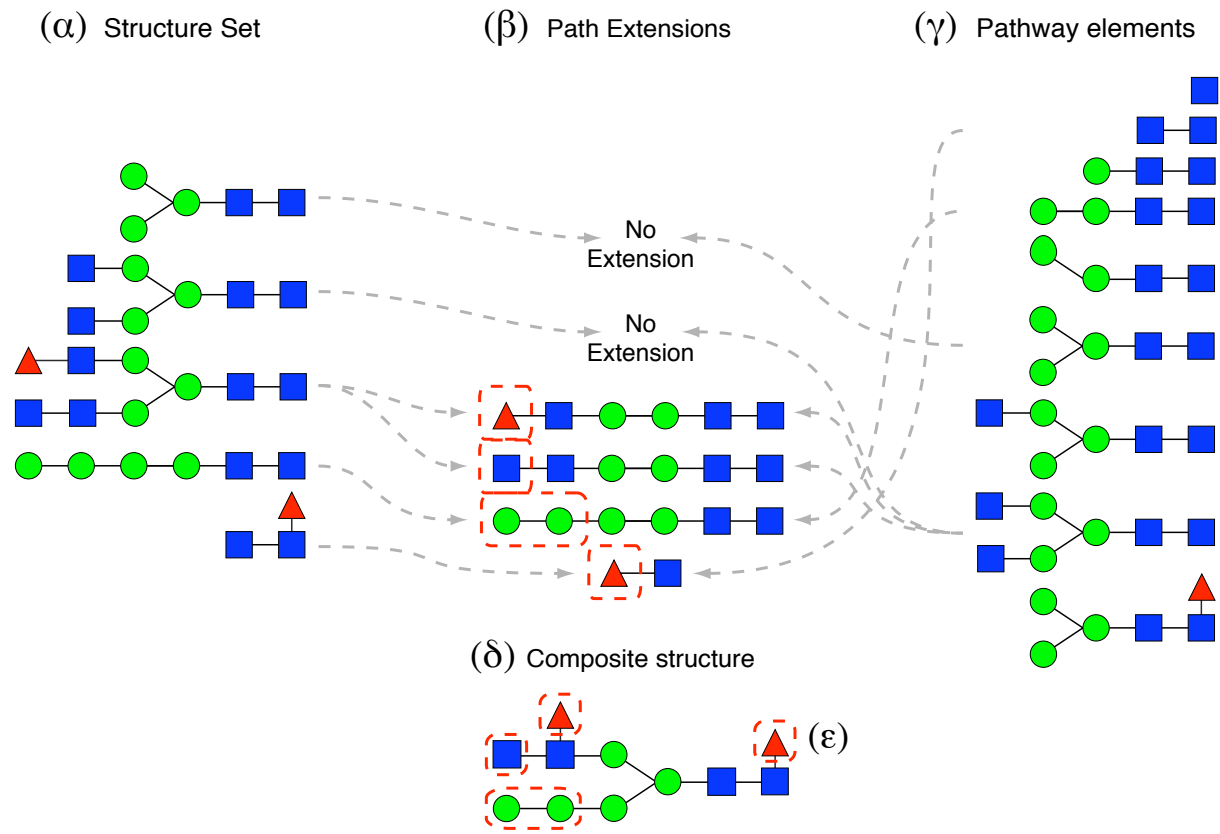 (α) Structure Set
(β) Path Extensions
(γ) Pathway elements
No
Extension
No
Extension
(δ) Composite structure
(ε)